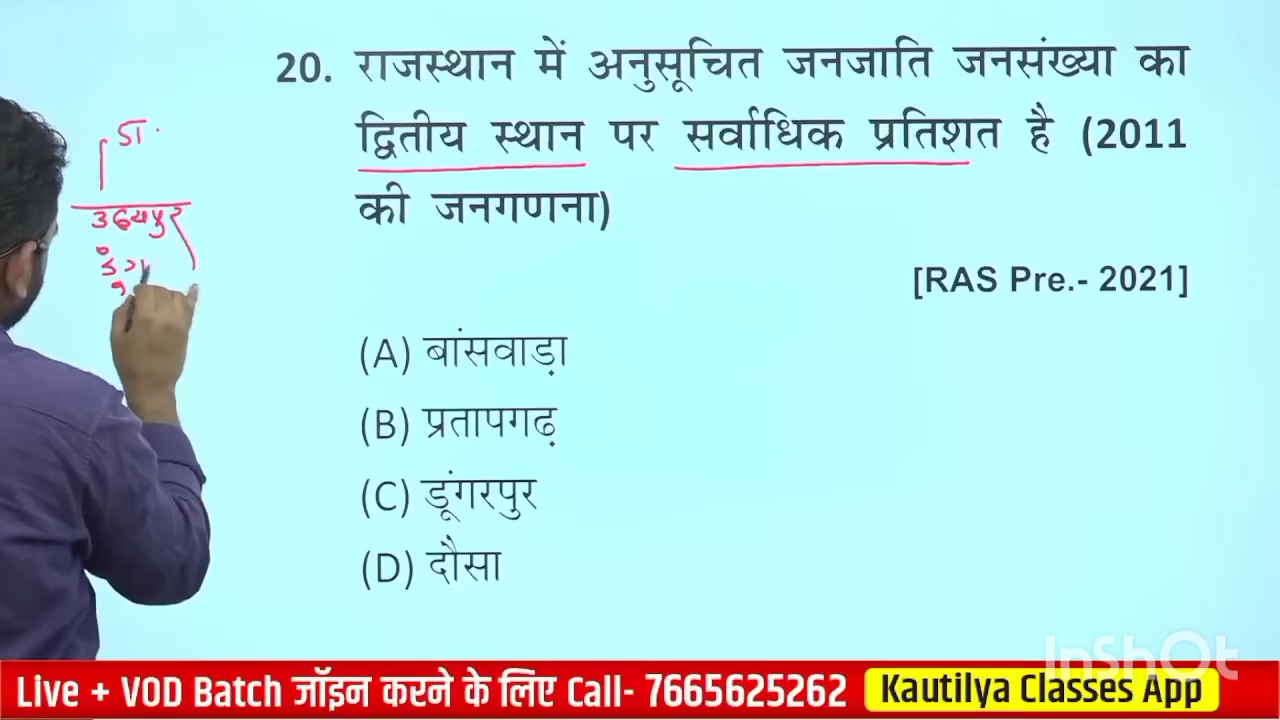 20. राजस्थान में अनुसूचित जनजाति जनसंख्या का
द्वितीय स्थान पर सर्वाधिक प्रतिशत है (2011
की जनगणना)
[RAS Pre.- 2021]
(A) बांसवाड़ा
(B) प्रतापगढ़
(C) डूंगरपुर
(D) दौसा
उदयपुर
InShOt
Live + VOD Batch जॉइन करने के लिए Call- 7665625262 Kautilya Classes App